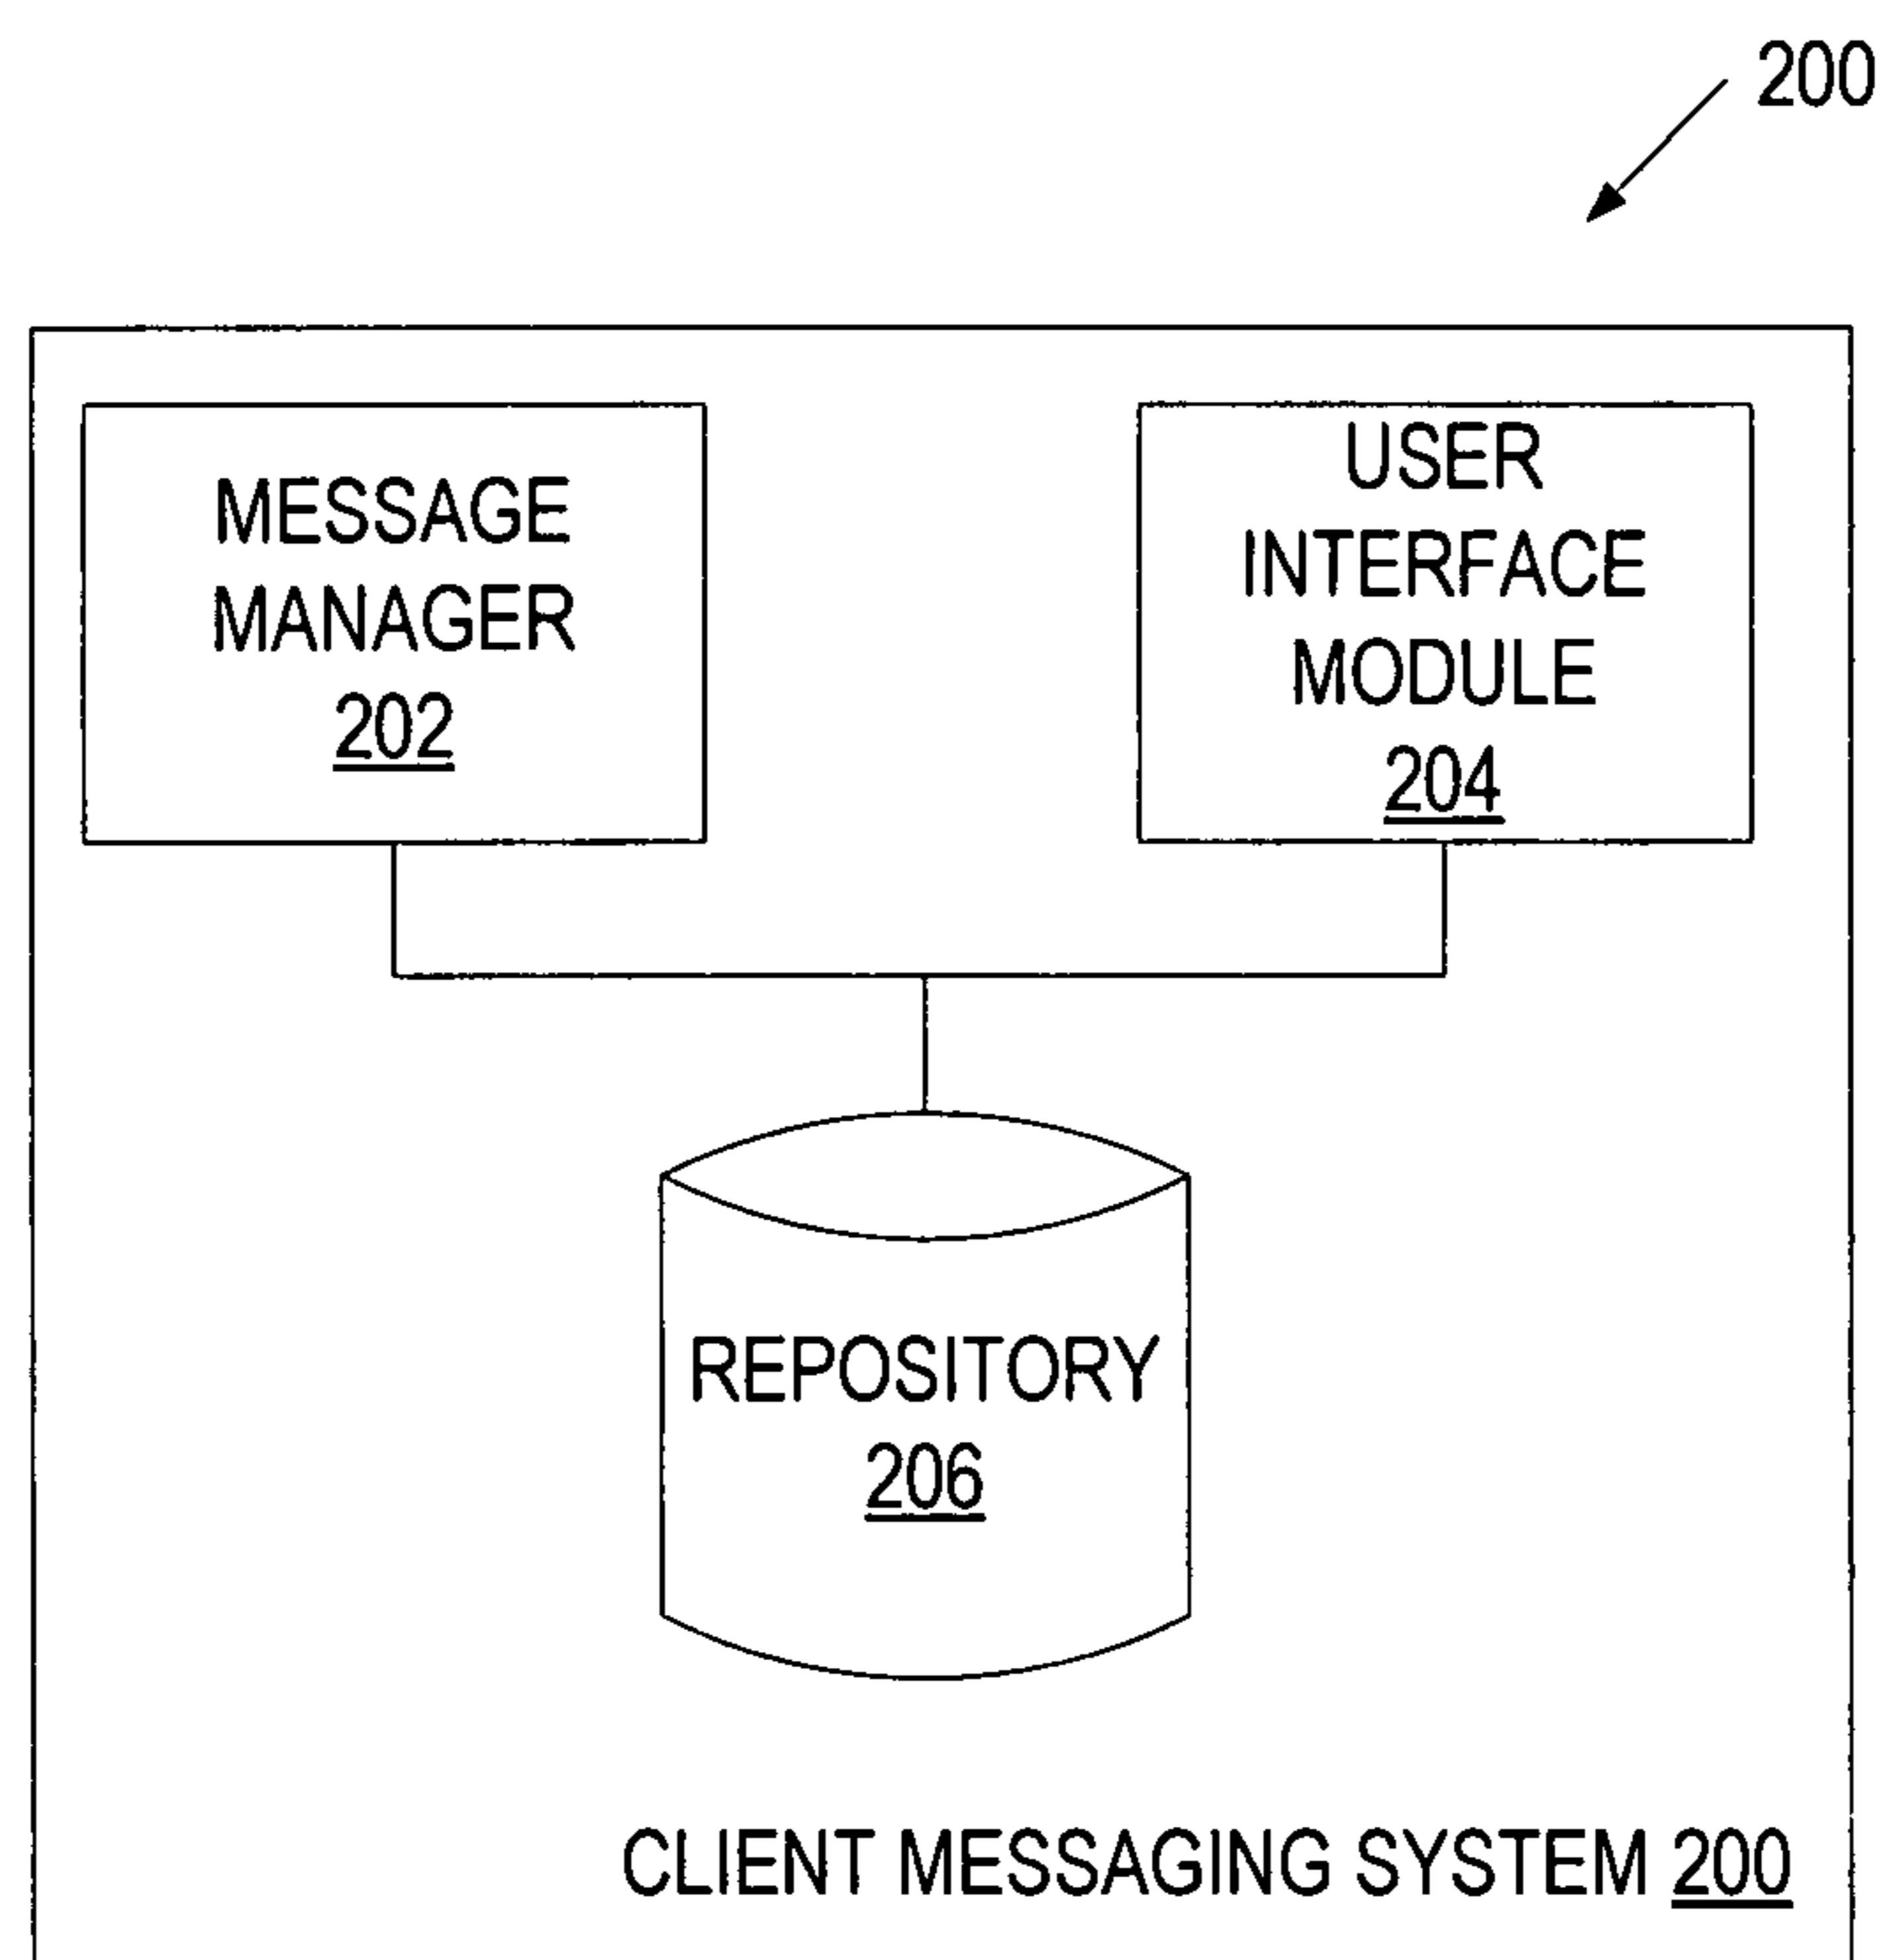 200
MESSAGE
MANAGER
202
USER
INTERFACE
MODULE
204
REPOSITORY
206
CLIENT MESSAGING SYSTEM 200